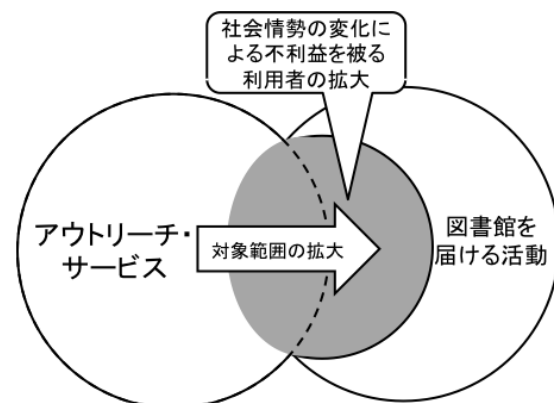 社会情勢の変化に
よる不利益を被る
利用者の拡大
アウトリーチ・
サービス
対象範囲の拡大
図書館を
届ける活動